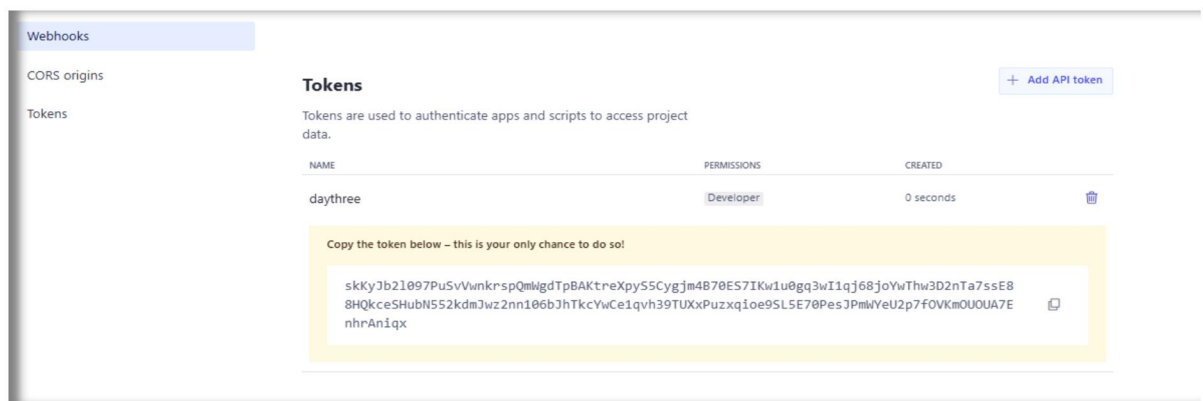 Webhooks
CORS origins
Tokens
Tokens
+ Add API token
Tokens are used to authenticate apps and scripts to access project
data.
NAME PERMISSIONS CREATED
daythree Developer 0 seconds
Copy the token below – this is your only chance to do so!
skKyJb2l097PuSvVwnkrspQmWgdTpBAKtreXpyS5Cygjm4B70ES7IKw1u0gq3wI1qj68joYwThw3D2nTa7ssE8
8HQkceSHubN552kdmJwz2nn106bJhTkcYwCe1qvh39TUXxPuzxqioe9SL5E70PesJPmWYeU2p7fOVKmOUOUA7E
nhrAniqx